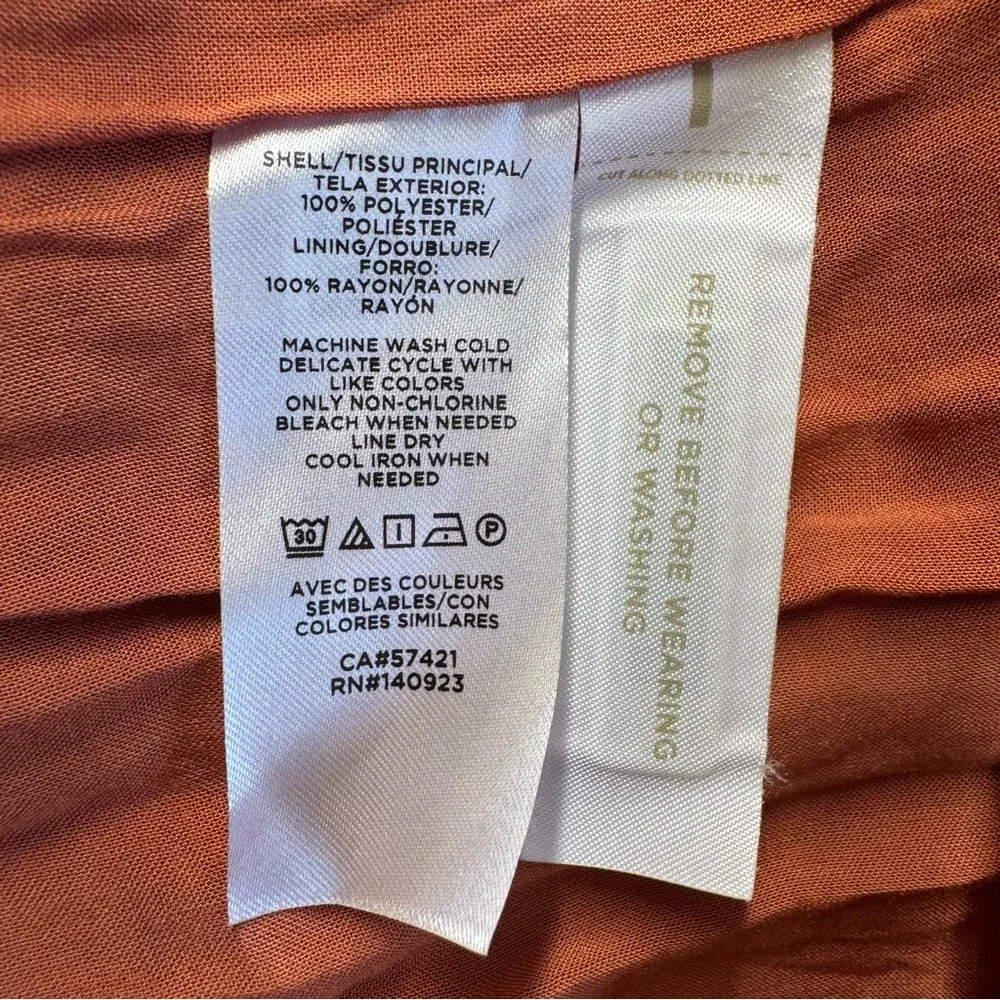 SHELL/TISSU PRINCIPAL/
TELA EXTERIOR:
100% POLYESTER/
POLIÉSTER
LINING/DOUBLURE/
FORRO:
100% RAYON/RAYONNE/
RAYÓN
MACHINE WASH COLD
DELICATE CYCLE WITH
LIKE COLORS
ONLY NON-CHLORINE
BLEACH WHEN NEEDED
LINE DRY
COOL IRON WHEN
NEEDED
30 P
AVEC DES COULEURS
SEMBLABLES/CON
COLORES SIMILARES
CA#57421
RN#140923
CUT ALONG DOTTED LINE
REMOVE BEFORE WEARING
OR WASHING